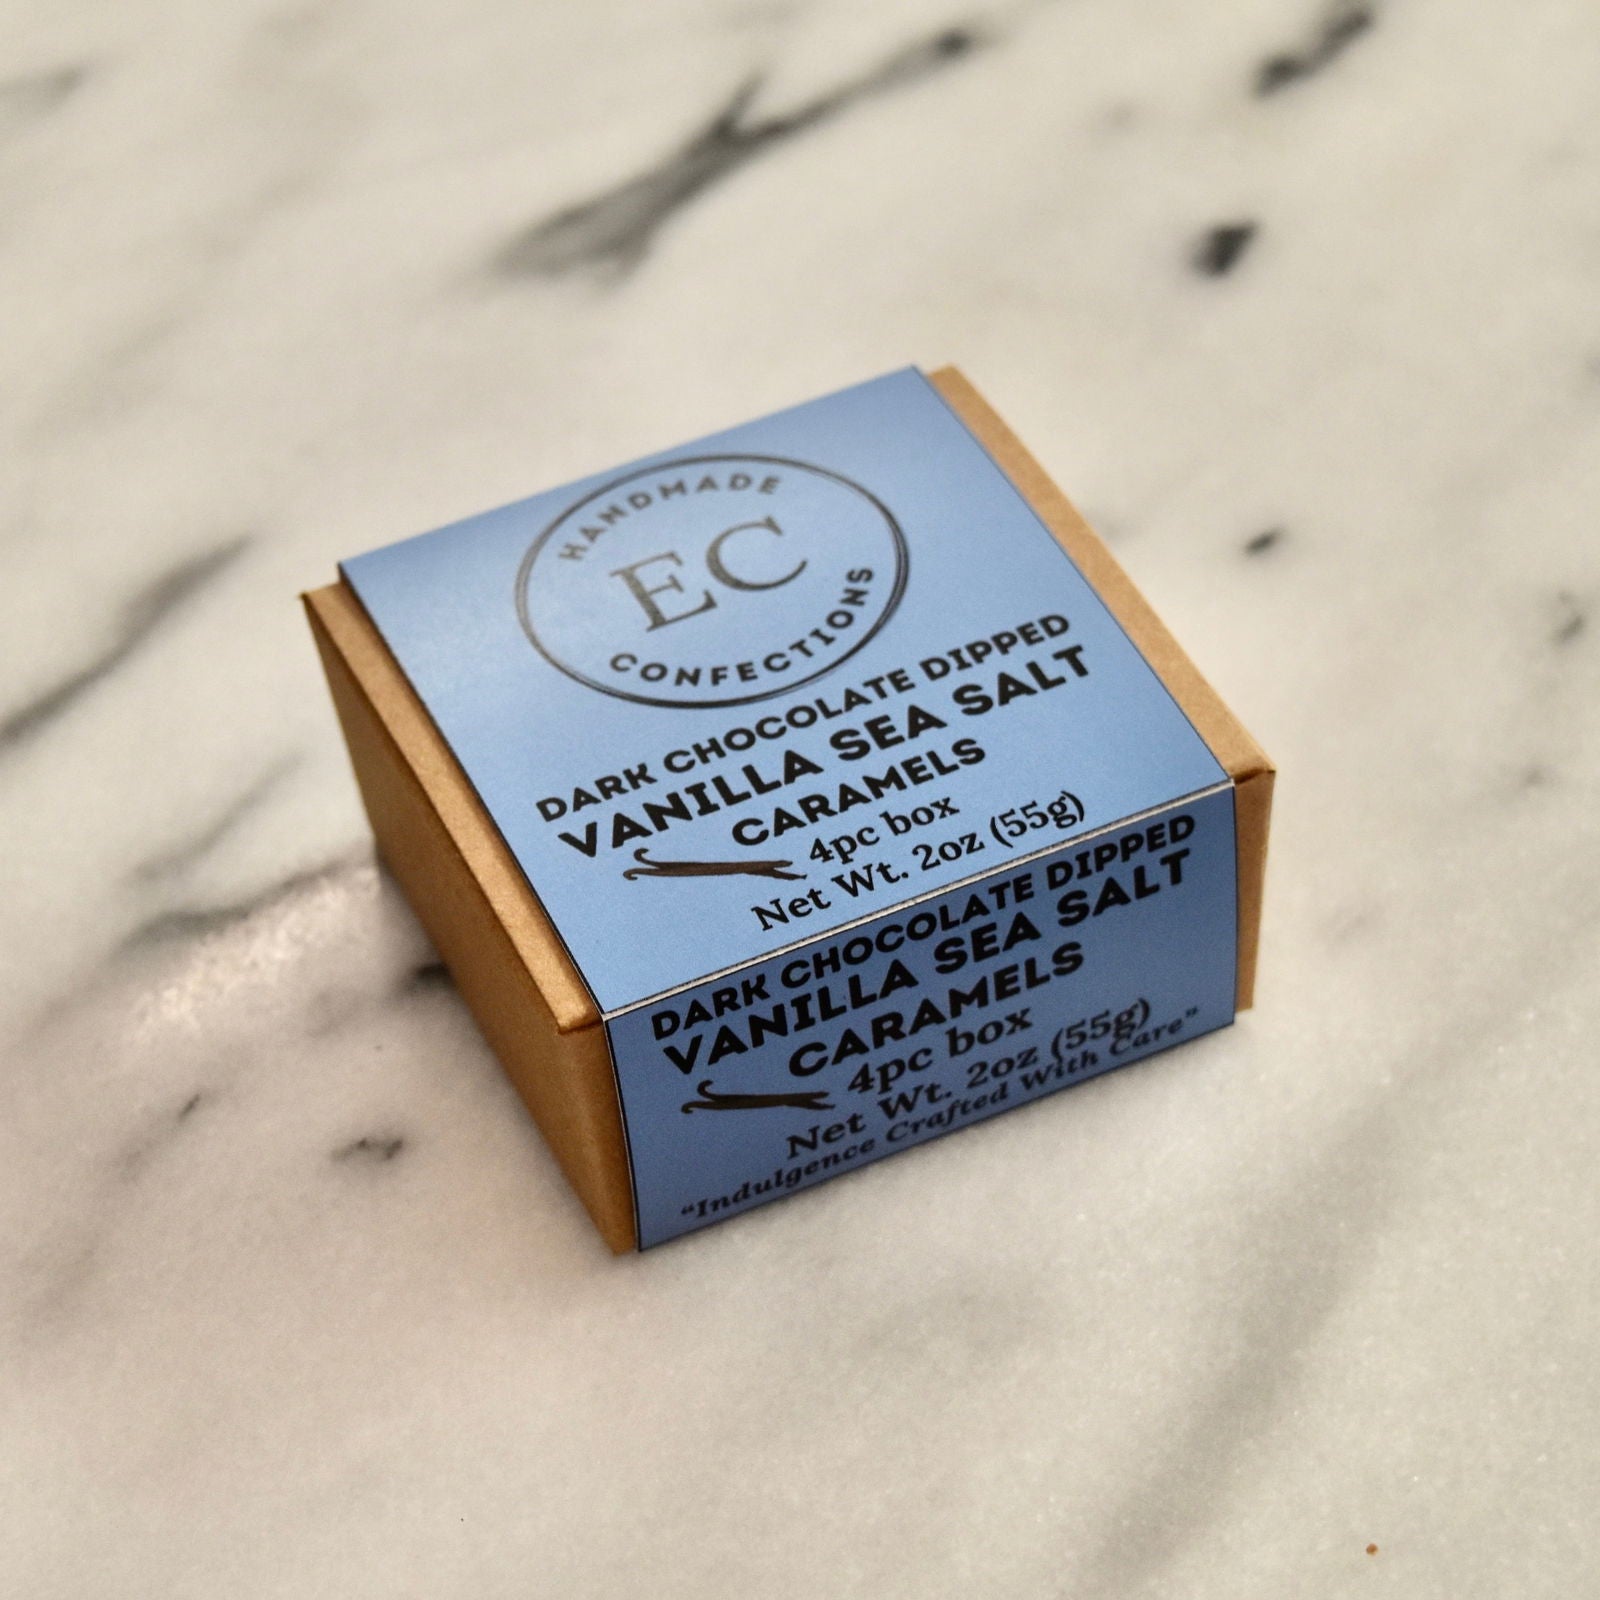 HANDMADE
EC
CONFECTIONS
DARK CHOCOLATE DIPPED
VANILLA SEA SALT
CARAMELS
4pc box
Net Wt. 2oz (55g)
DARK CHOCOLATE DIPPED
VANILLA SEA SALT
CARAMELS
4pc box
Net Wt. 2oz (55g)
“Indulgence Crafted With Care”